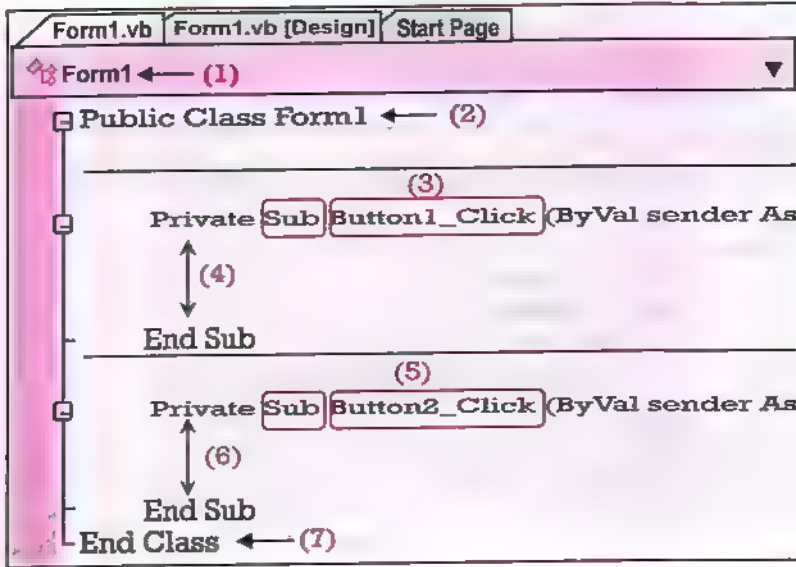 Form1.vb Form1.vb [Design] Start Page
Form1 (1)
Public Class Form1 (2)
(3)
Private Sub Button1_Click (ByVal sender As
(4)
End Sub
(5)
Private Sub Button2_Click (ByVal sender As
(6)
End Sub
End Class (7)